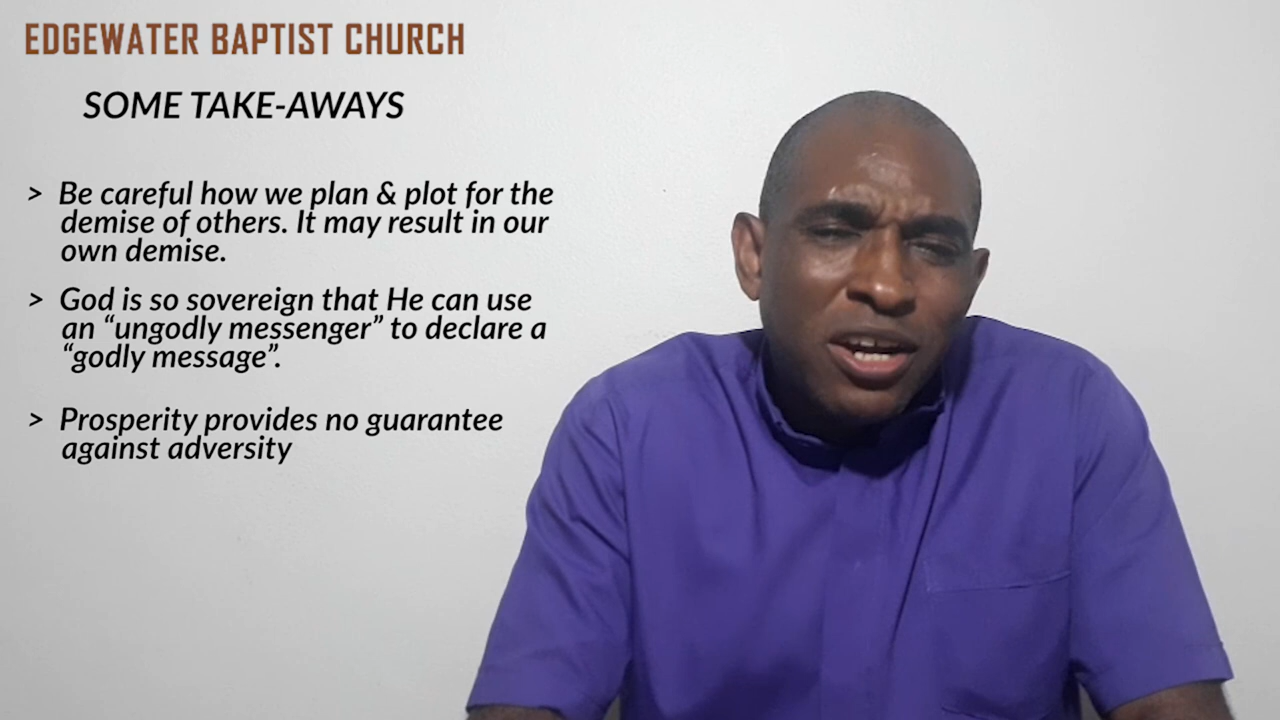 EDGEWATER BAPTIST CHURCH
SOME TAKE-AWAYS
> Be careful how we plan & plot for the
demise of others. It may result in our
own demise.
> God is so sovereign that He can use
an “ungodly messenger” to declare a
“godly message”.
> Prosperity provides no guarantee
against adversity